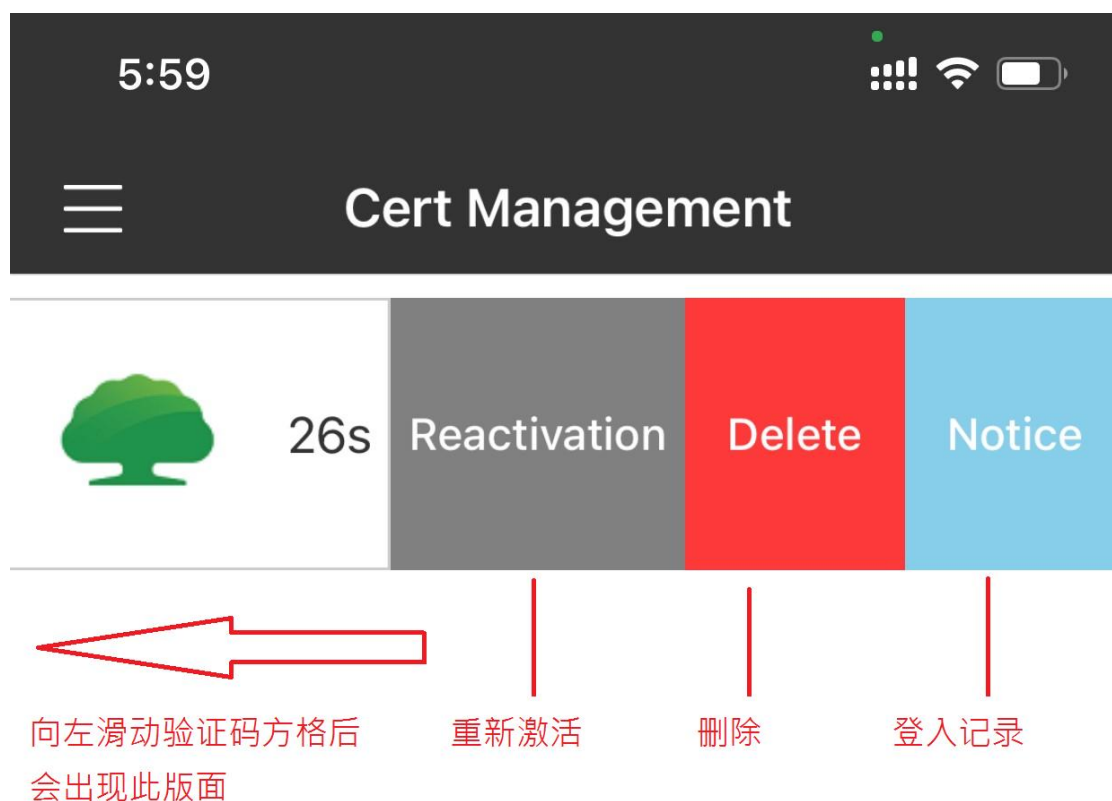 5:59
Cert Management
26s Reactivation Delete Notice
向左滑动验证码方格后
会出现此版面
重新激活
删除
登入记录